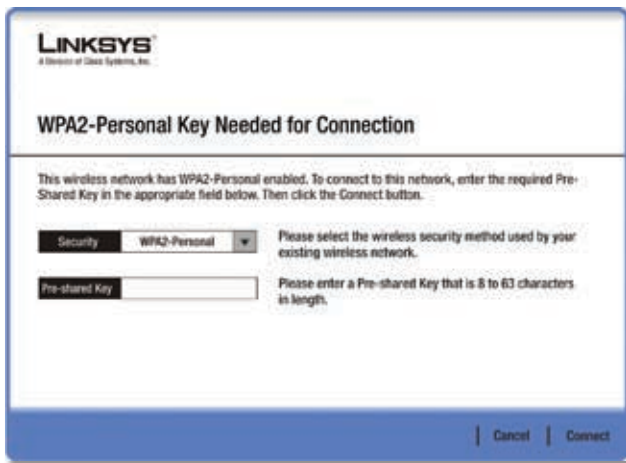 LINKSYS®
A Division of Cisco Systems, Inc.
WPA2-Personal Key Needed for Connection
This wireless network has WPA2-Personal enabled. To connect to this network, enter the required Pre-
Shared Key in the appropriate field below. Then click the Connect button.
Security WPA2-Personal
Please select the wireless security method used by your
existing wireless network.
Pre-shared Key
Please enter a Pre-shared Key that is 8 to 63 characters
in length.
Cancel Connect